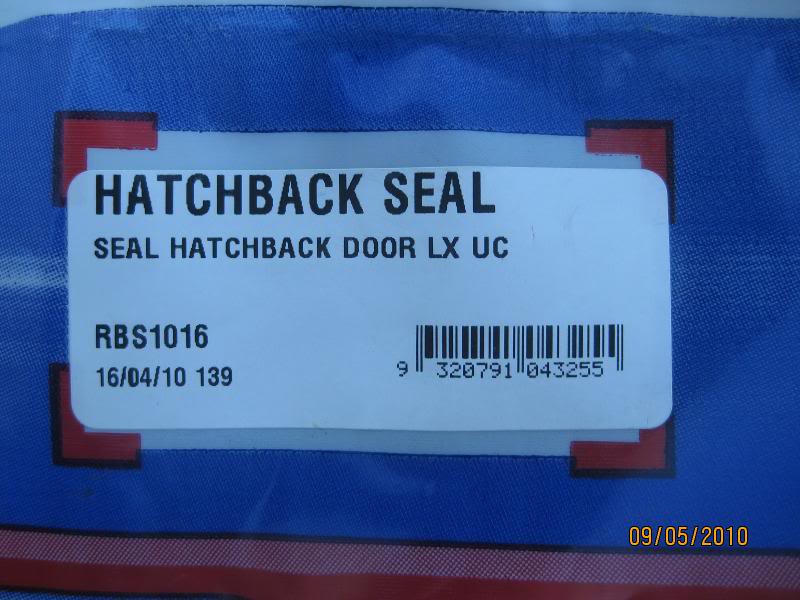 HATCHBACK SEAL
SEAL HATCHBACK DOOR LX UC
RBS1016
16/04/10 139
9 320791 043255
09/05/2010